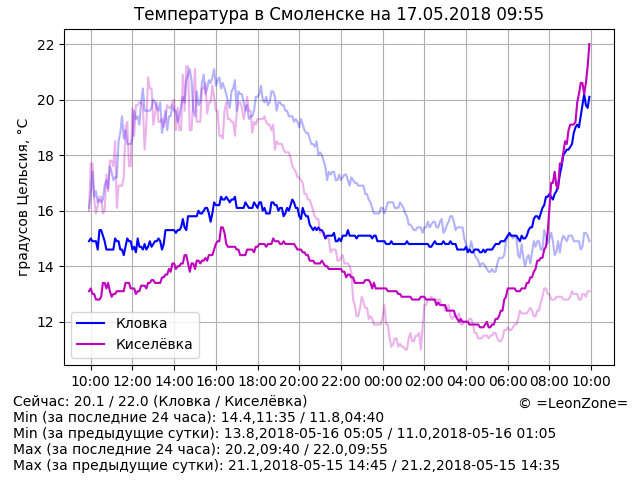 Температура в Смоленске на 17.05.2018 09:55
градусов Цельсия, °C
22
20
18
16
14
12
Кловка
Киселёвка
10:00 12:00 14:00 16:00 18:00 20:00 22:00 00:00 02:00 04:00 06:00 08:00 10:00
Сейчас: 20.1 / 22.0 (Кловка / Киселёвка)
© =LeonZone=
Min (за последние 24 часа): 14.4,11:35 / 11.8,04:40
Min (за предыдущие сутки): 13.8,2018-05-16 05:05 / 11.0,2018-05-16 01:05
Max (за последние 24 часа): 20.2,09:40 / 22.0,09:55
Max (за предыдущие сутки): 21.1,2018-05-15 14:45 / 21.2,2018-05-15 14:35